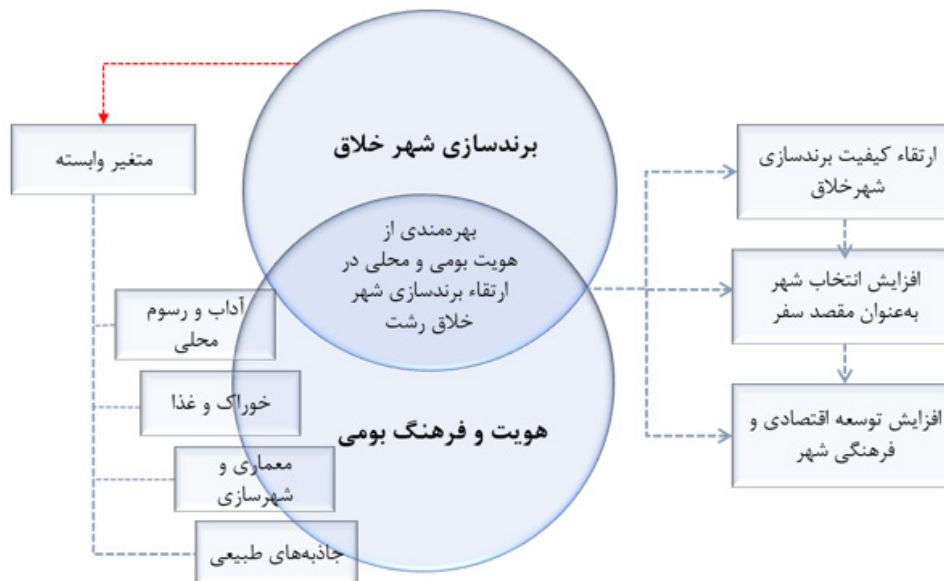 برندسازی شهر خلاق
متغیر وابسته
ارتقاء کیفیت برندسازی
شهرخلاق
بهره‌مندی از
هویت بومی و محلی در
ارتقاء برندسازی شهر
خلاق رشت
افزایش انتخاب شهر
به‌عنوان مقصد سفر
آداب و رسوم
محلی
خوراک و غذا
هویت و فرهنگ بومی
افزایش توسعه اقتصادی و
فرهنگی شهر
معماری و
شهرسازی
جاذبه‌های طبیعی